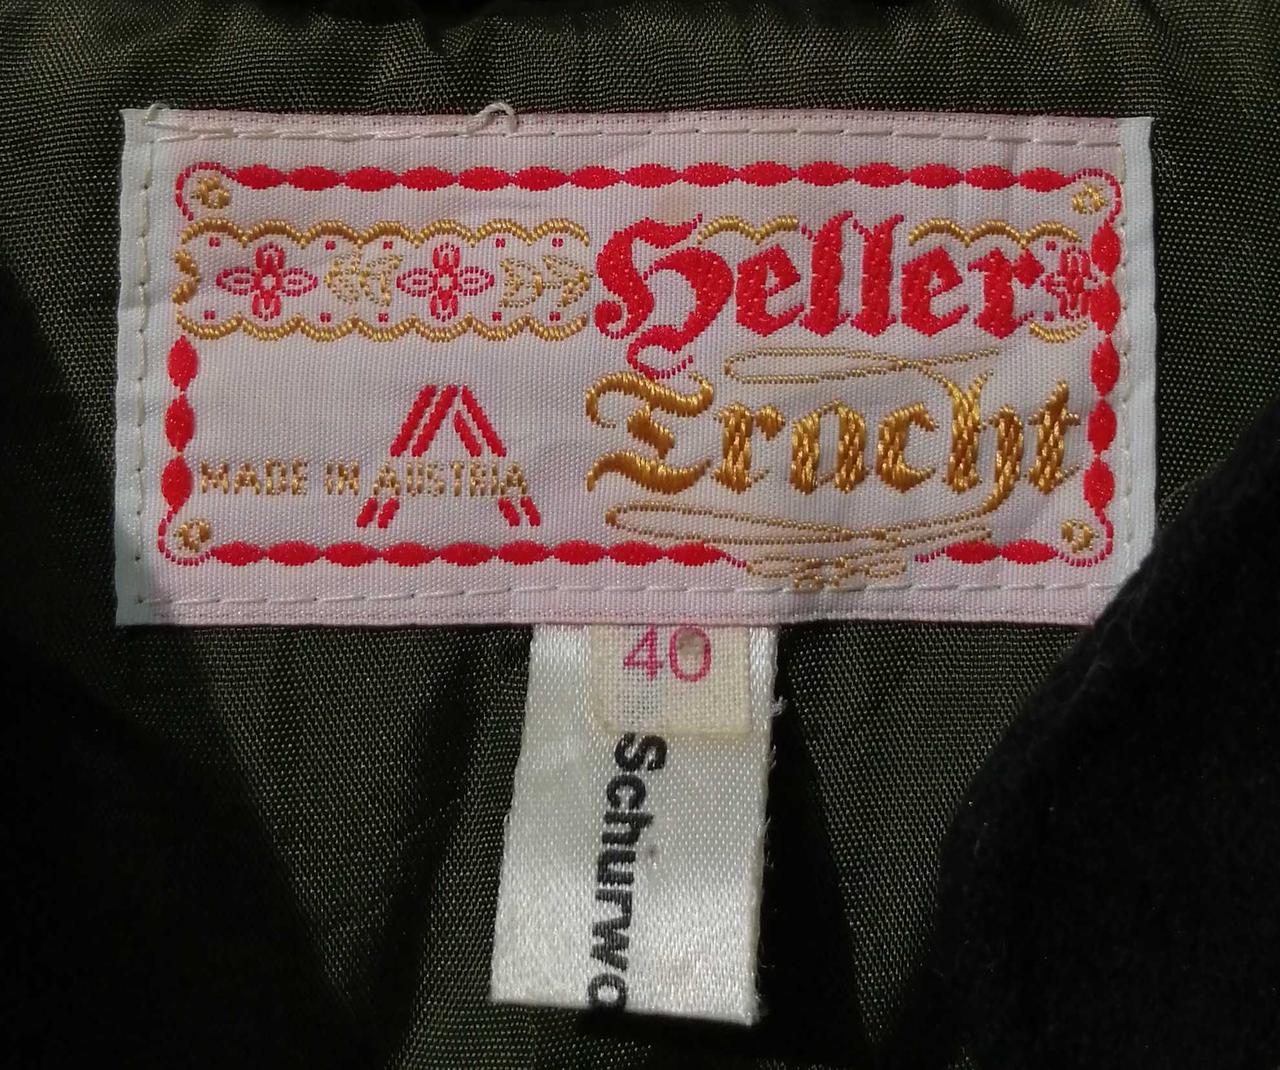 Heller
Tracht
MADE IN AUSTRIA
40
Schurwo